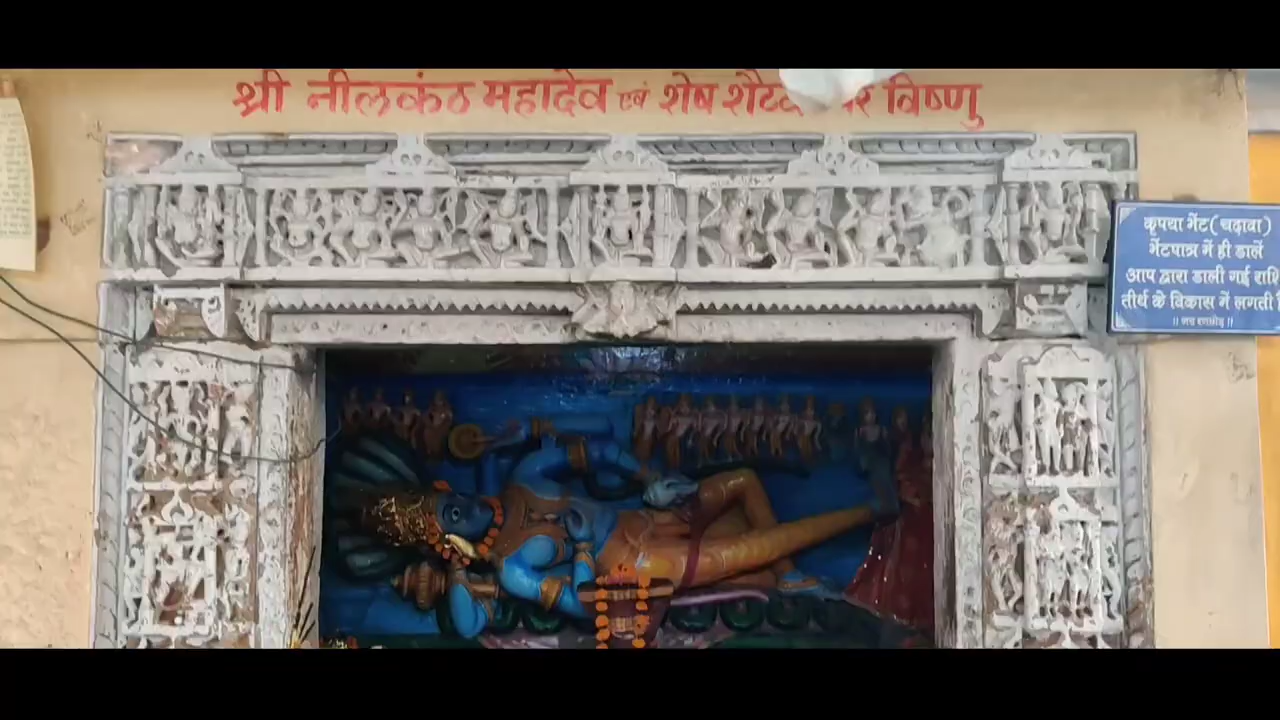 श्री नीलकंठ महादेव एवं शेष विष्णु
कृपया भेंट (चढ़ावा)
भेंटपात्र में ही डालें
आप द्वारा डाली गई राशि
तीर्थ के विकास में लगती